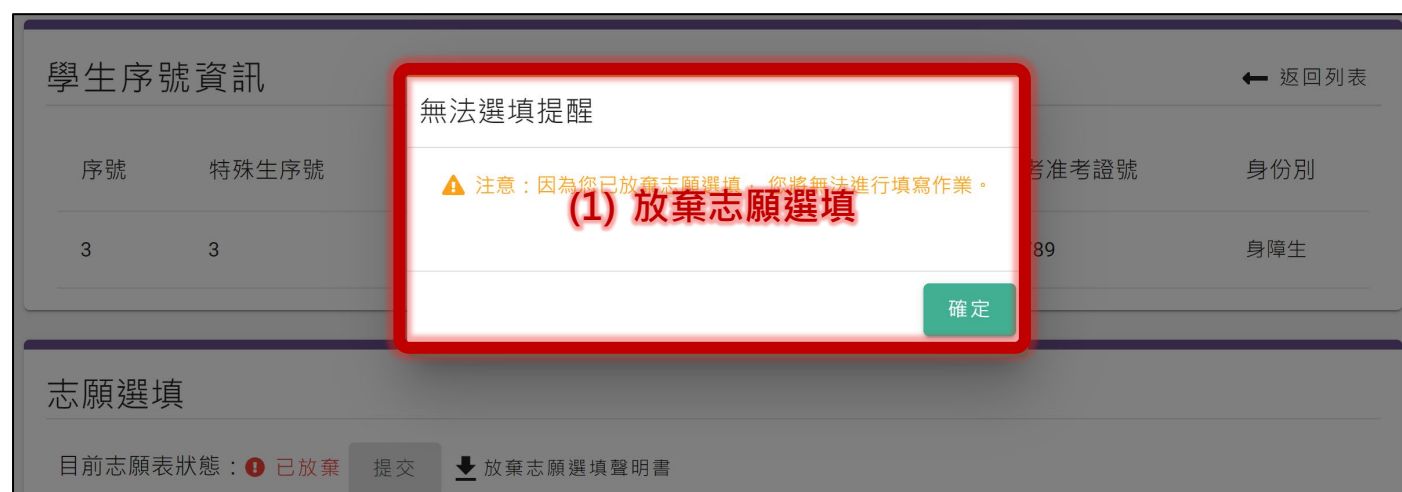 學生序號資訊
返回列表
無法選填提醒
序號 特殊生序號 考准考證號 身份別
注意：因為您已放棄志願選填，您將無法進行填寫作業。
(1) 放棄志願選填
3 3 89 身障生
確定
志願選填
目前志願表狀態： 已放棄 提交 放棄志願選填聲明書